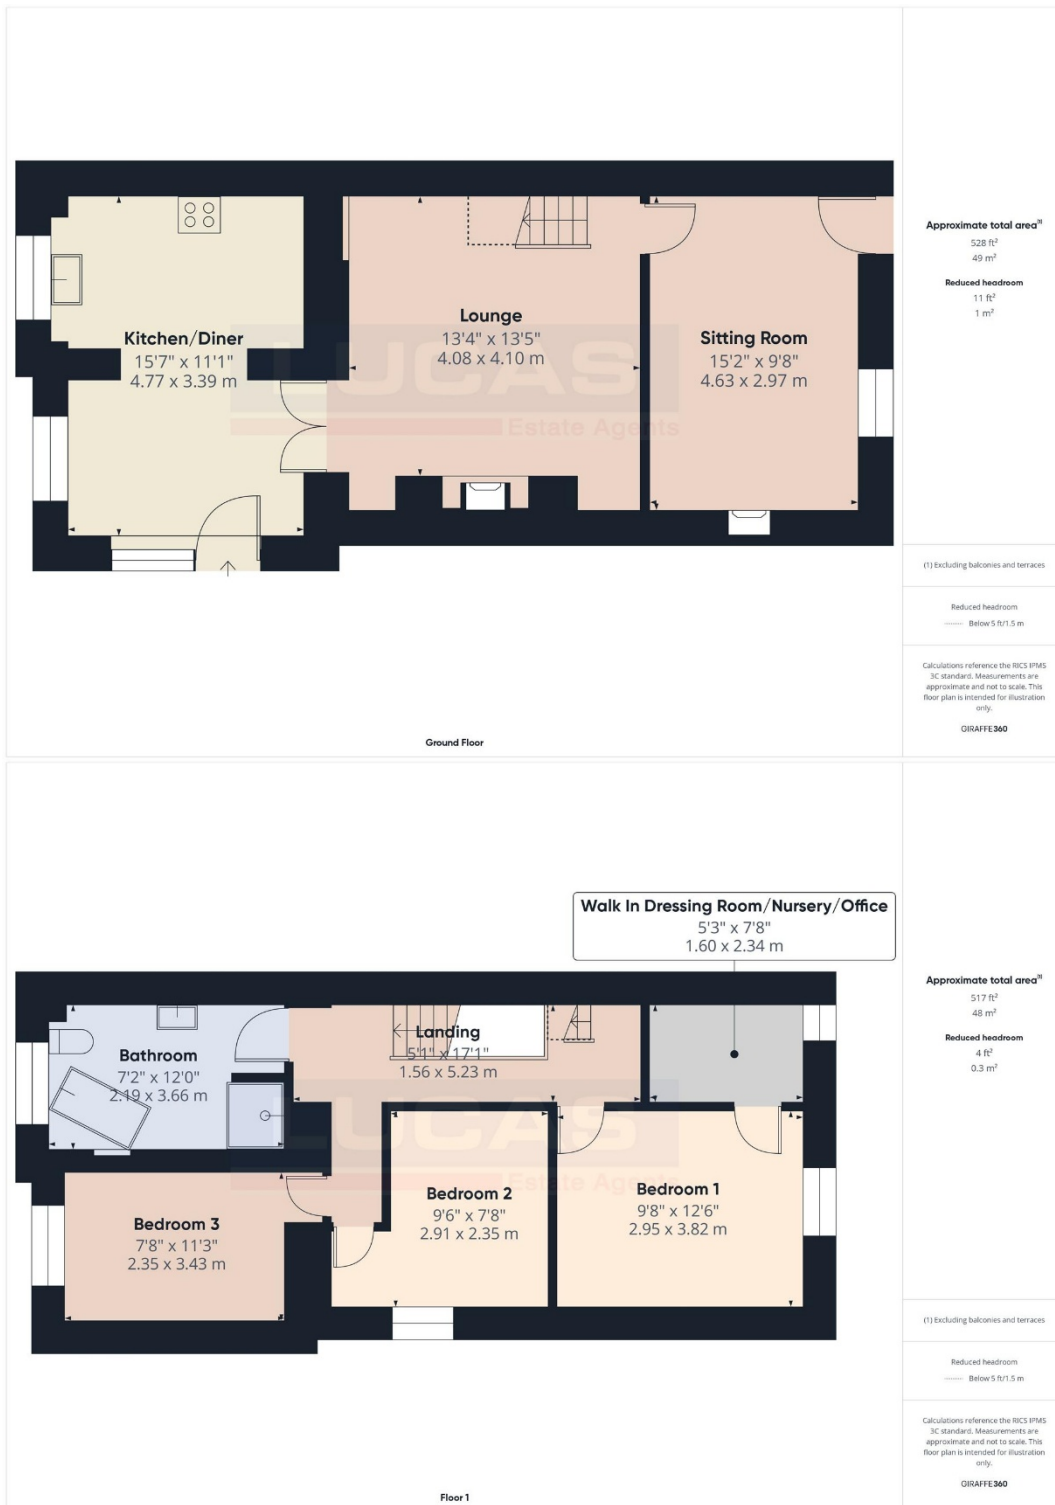 Kitchen/Diner
15'7" x 11'1"
4.77 x 3.39 m
Lounge
13'4" x 13'5"
4.08 x 4.10 m
Sitting Room
15'2" x 9'8"
4.63 x 2.97 m
LUCAS
Estate Agents
Ground Floor
Approximate total area(1)
528 ft²
49 m²
Reduced headroom
11 ft²
1 m²
(1) Excluding balconies and terraces
Reduced headroom
Below 5 ft/1.5 m
Calculations reference the RICS IPMS
3C standard. Measurements are
approximate and not to scale. This
floor plan is intended for illustration
only.
GIRAFFE360
Walk In Dressing Room/Nursery/Office
5'3" x 7'8"
1.60 x 2.34 m
Landing
5'1" x 17'1"
1.56 x 5.23 m
Bathroom
7'2" x 12'0"
2.19 x 3.66 m
Bedroom 3
7'8" x 11'3"
2.35 x 3.43 m
Bedroom 2
9'6" x 7'8"
2.91 x 2.35 m
Bedroom 1
9'8" x 12'6"
2.95 x 3.82 m
LUCAS
Estate Agents
Floor 1
Approximate total area(1)
517 ft²
48 m²
Reduced headroom
4 ft²
0.3 m²
(1) Excluding balconies and terraces
Reduced headroom
Below 5 ft/1.5 m
Calculations reference the RICS IPMS
3C standard. Measurements are
approximate and not to scale. This
floor plan is intended for illustration
only.
GIRAFFE360